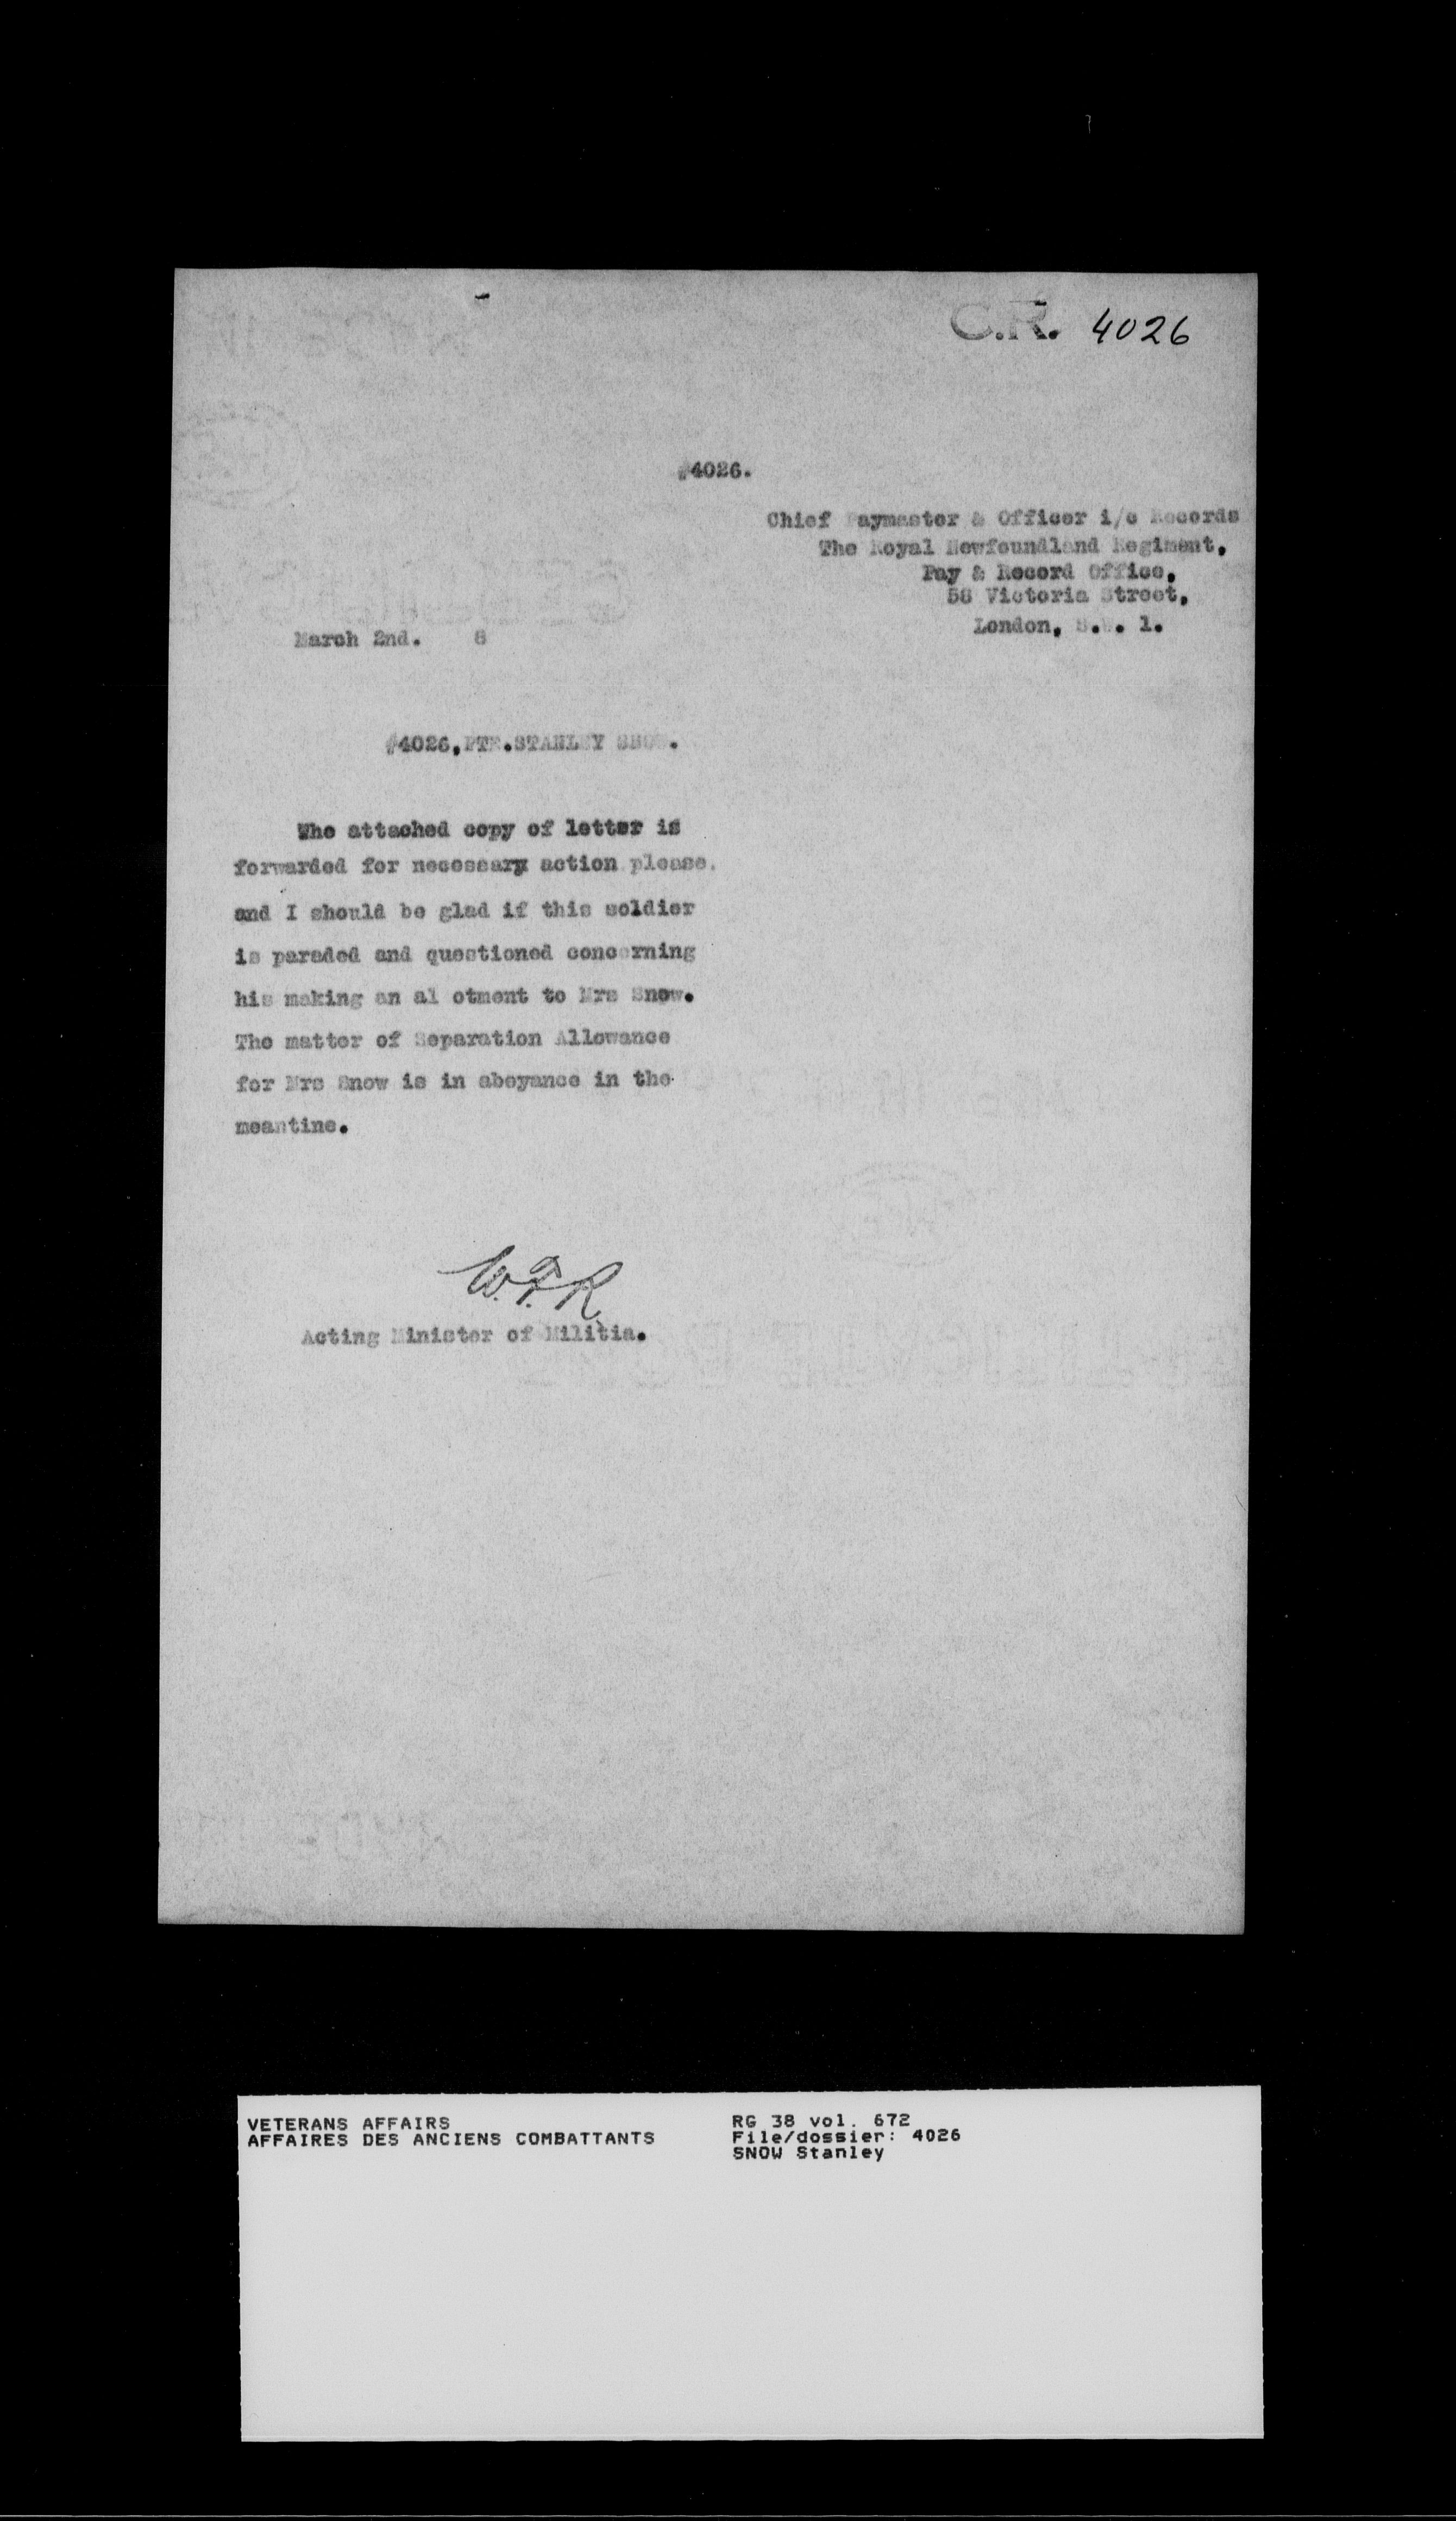 C.R. 4026
#4026.
Chief Paymaster & Officer i/c Records
The Royal Newfoundland Regiment,
Pay & Record Office,
58 Victoria Street,
London, S.W. 1.
March 2nd. 8
#4026,PTE.STANLEY SNOW.
The attached copy of letter is
forwarded for necessary action please.
and I should be glad if this soldier
is paraded and questioned concerning
his making an al otment to Mrs Snow.
The matter of Separation Allowance
for Mrs Snow is in abeyance in the
meantine.
W.F.R.
Acting Minister of Militia.
VETERANS AFFAIRS
AFFAIRES DES ANCIENS COMBATTANTS
RG 38 vol. 672
File/dossier: 4026
SNOW Stanley